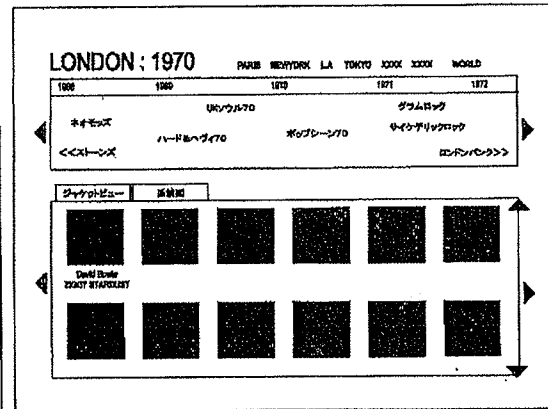 LONDON : 1970 PARIS NEWYORK L.A TOKYO XXXX XXXX WORLD
1968 1969 1970 1971 1972
UKソウル70 グラムロック
ネオモッズ
ハード&ヘヴィ70 ポップシーン70 サイケデリックロック
<<ストーンズ ロンドンパンク>>
ジャケットビュー 系統図
David Bowie
ZIGGY STARDUST